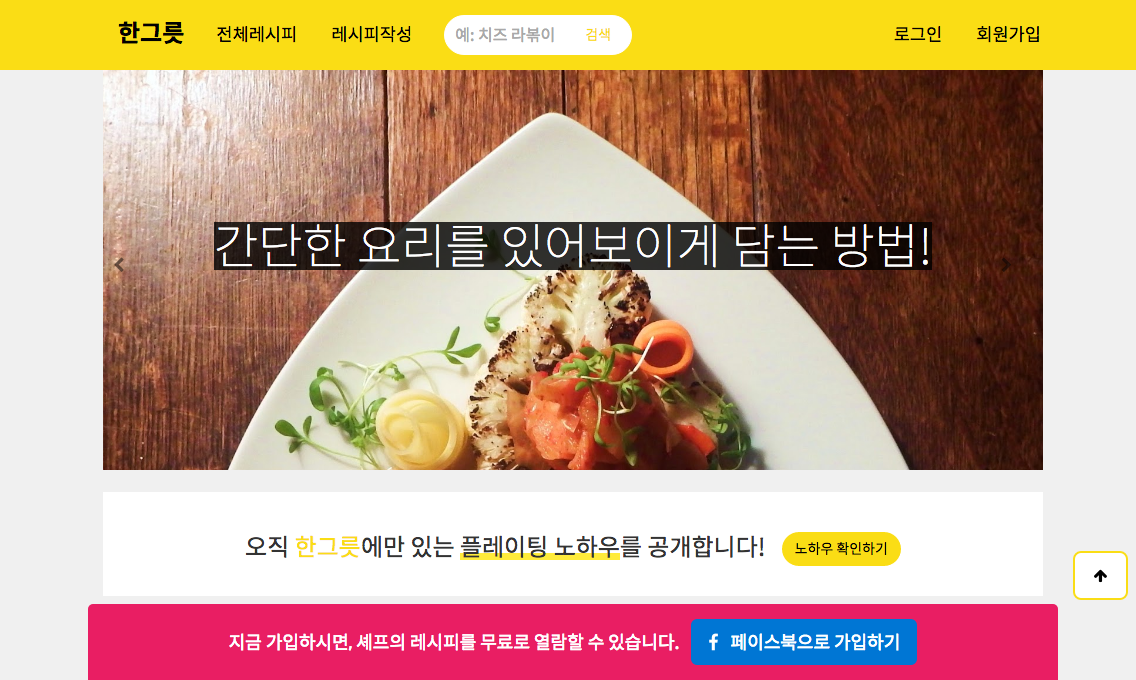 한그릇 전체레시피 레시피작성 예: 치즈 라볶이 검색 로그인 회원가입
간단한 요리를 있어보이게 담는 방법!
오직 한그릇에만 있는 플레이팅 노하우를 공개합니다! 노하우 확인하기
지금 가입하시면, 셰프의 레시피를 무료로 열람할 수 있습니다. 페이스북으로 가입하기